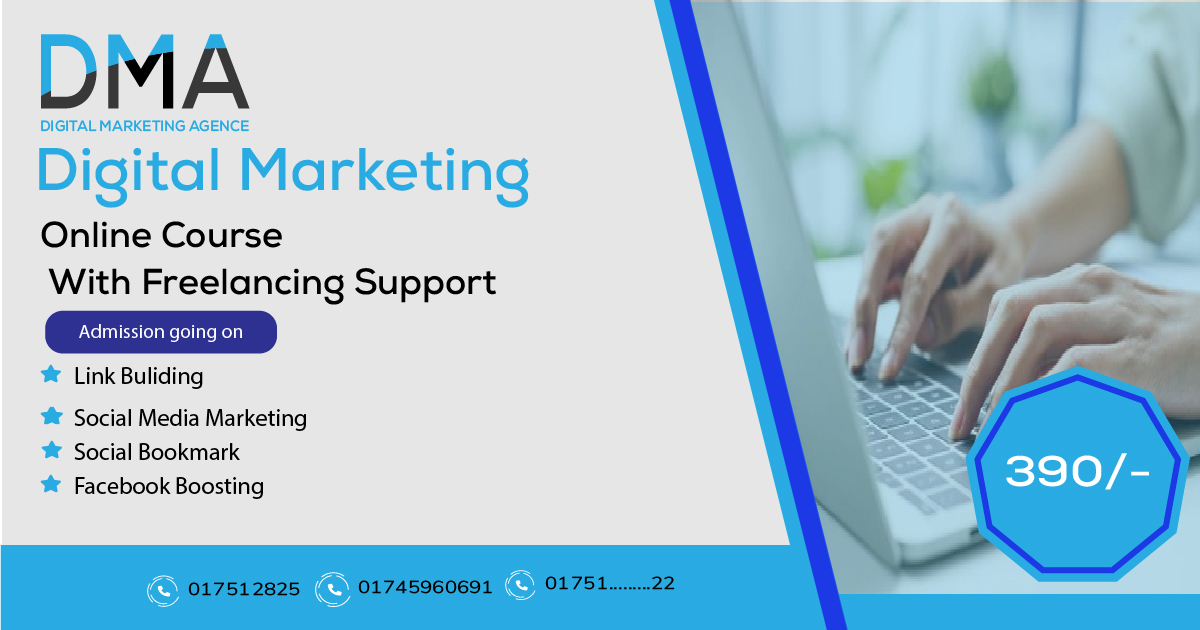 DMA
DIGITAL MARKETING AGENCE
Digital Marketing
Online Course
With Freelancing Support
Admission going on
Link Buliding
Social Media Marketing
Social Bookmark
Facebook Boosting
390/-
017512825 01745960691 01751.........22